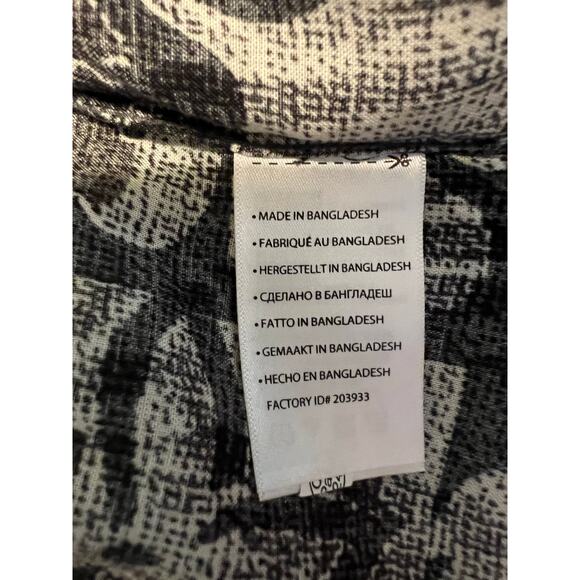 • MADE IN BANGLADESH
• FABRIQUÉ AU BANGLADESH
• HERGESTELLT IN BANGLADESH
• СДЕЛАНО В БАНГЛАДЕШ
• FATTO IN BANGLADESH
• GEMAAKT IN BANGLADESH
• HECHO EN BANGLADESH
FACTORY ID# 203933